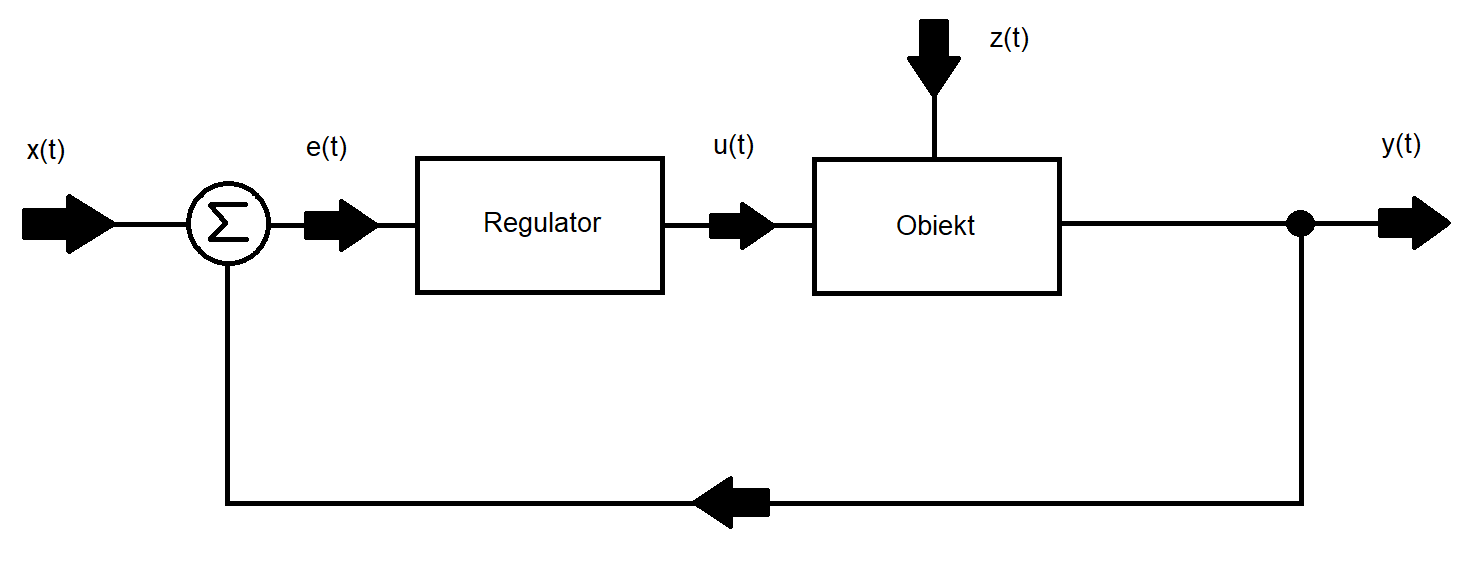 z(t)
x(t)
e(t)
u(t)
y(t)
Σ
Regulator
Obiekt